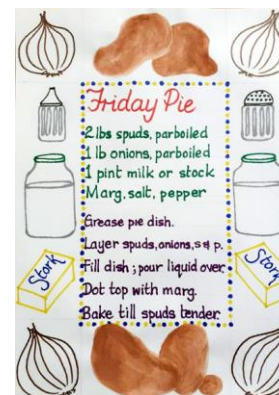 Friday Pie
2 lbs spuds, parboiled
1 lb onions, parboiled
1 pint milk or stock
Marg, salt, pepper
Grease pie dish.
Layer spuds, onions, s & p.
Fill dish; pour liquid over.
Dot top with marg.
Bake till spuds tender.
Stork
Stork